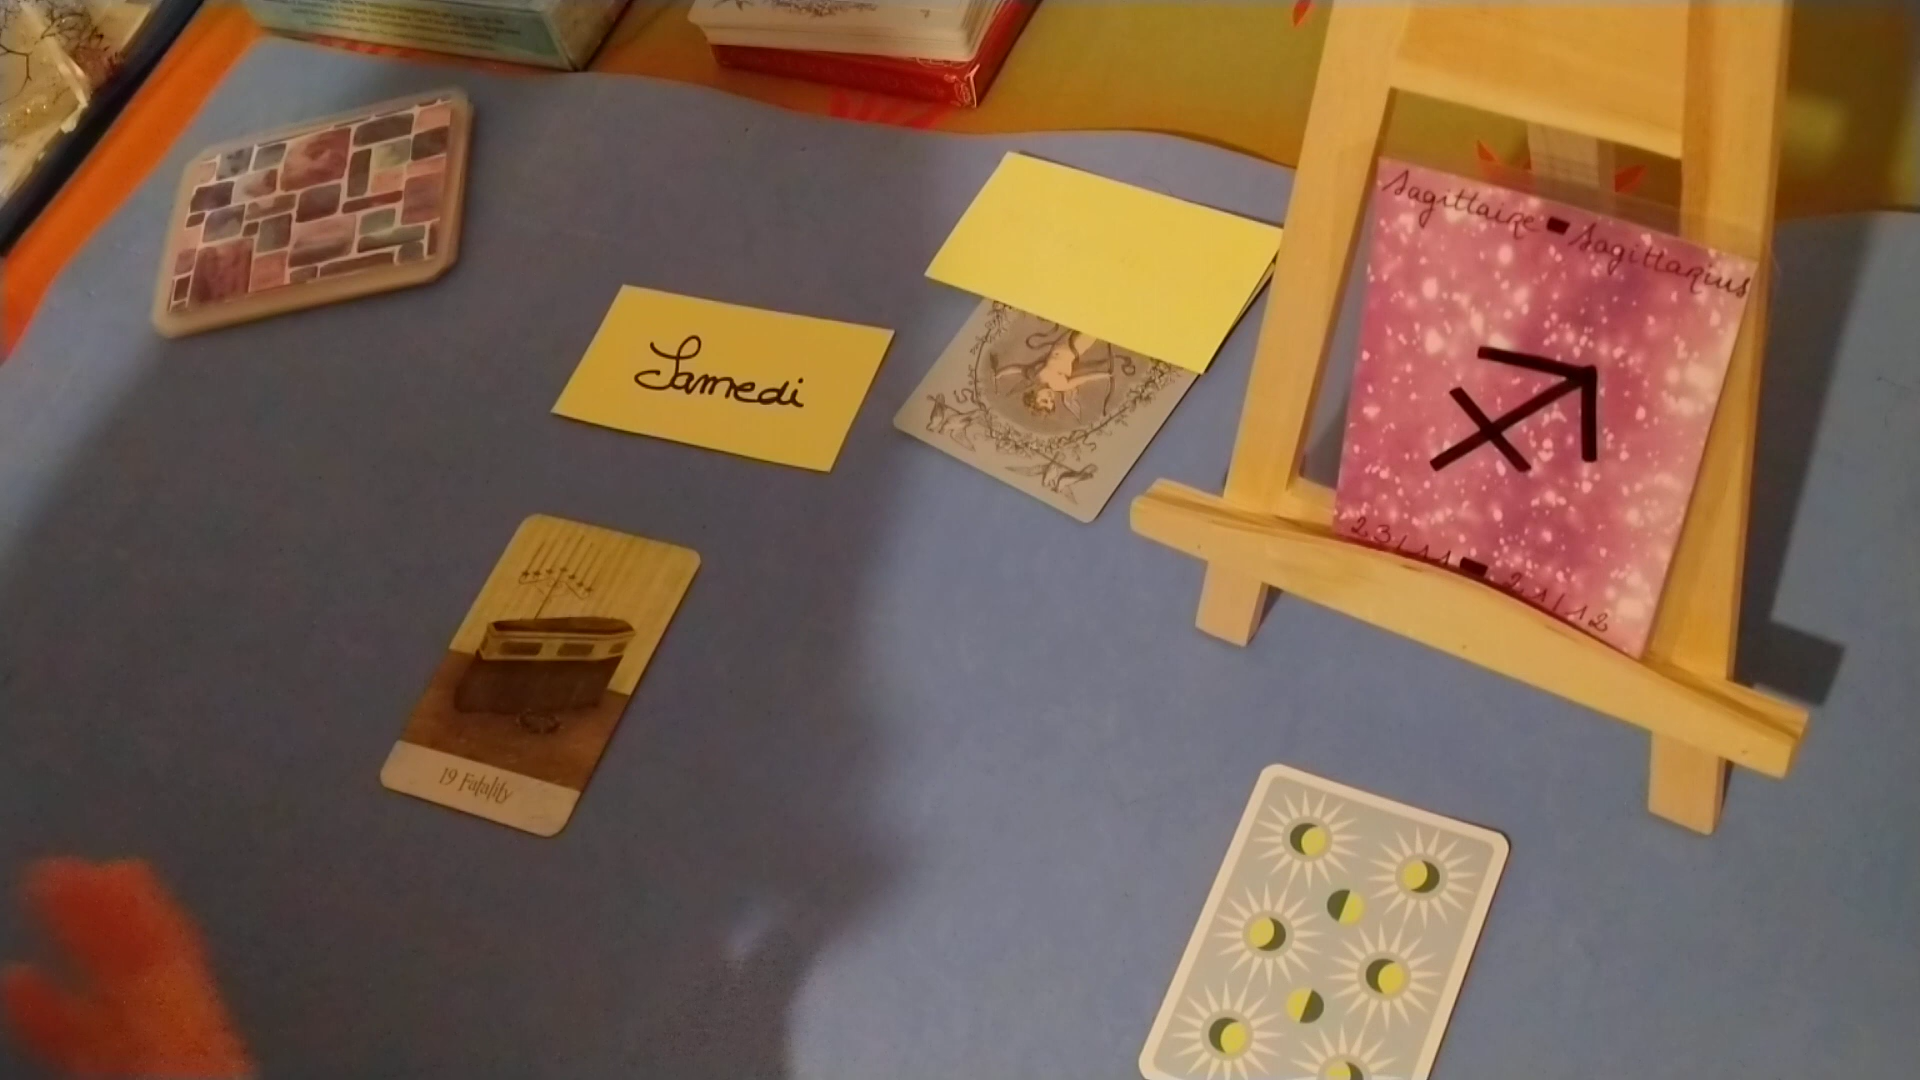 Sagittaire - Sagittarius
Samedi
23/11 - 21/12
19 Fatality